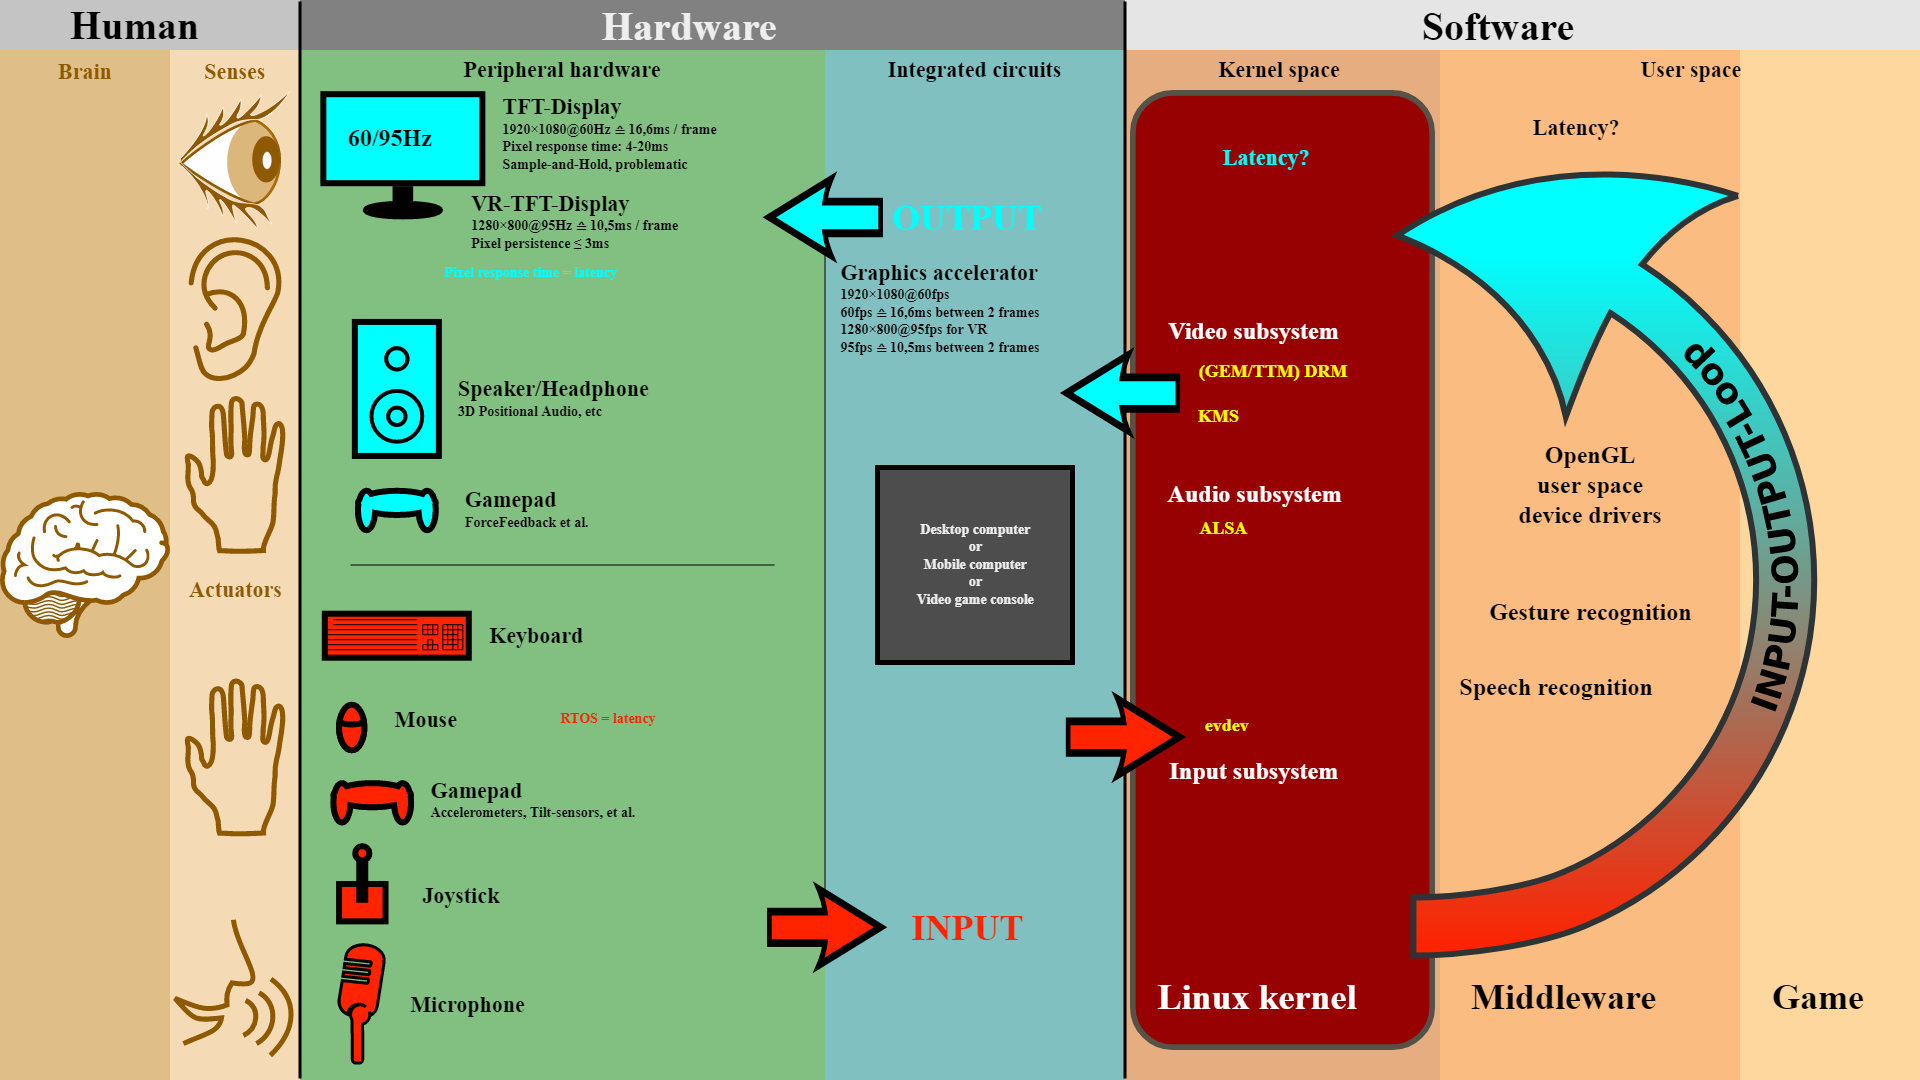 Human
Hardware
Software
Brain
Senses
Peripheral hardware
Integrated circuits
Kernel space
User space
60/95Hz
TFT-Display
1920×1080@60Hz ≙ 16,6ms / frame
Pixel response time: 4-20ms
Sample-and-Hold, problematic
VR-TFT-Display
1280×800@95Hz ≙ 10,5ms / frame
Pixel persistence ≤ 3ms
Pixel response time = latency
Speaker/Headphone
3D Positional Audio, etc
Gamepad
ForceFeedback et al.
Actuators
Keyboard
Mouse
RTOS = latency
Gamepad
Accelerometers, Tilt-sensors, et al.
Joystick
Microphone
OUTPUT
Graphics accelerator
1920×1080@60fps
60fps ≙ 16,6ms between 2 frames
1280×800@95fps for VR
95fps ≙ 10,5ms between 2 frames
Desktop computer
or
Mobile computer
or
Video game console
INPUT
Latency?
Video subsystem
(GEM/TTM) DRM
KMS
Audio subsystem
ALSA
evdev
Input subsystem
Linux kernel
Latency?
OpenGL
user space
device drivers
Gesture recognition
Speech recognition
INPUT-OUTPUT-Loop
Middleware
Game